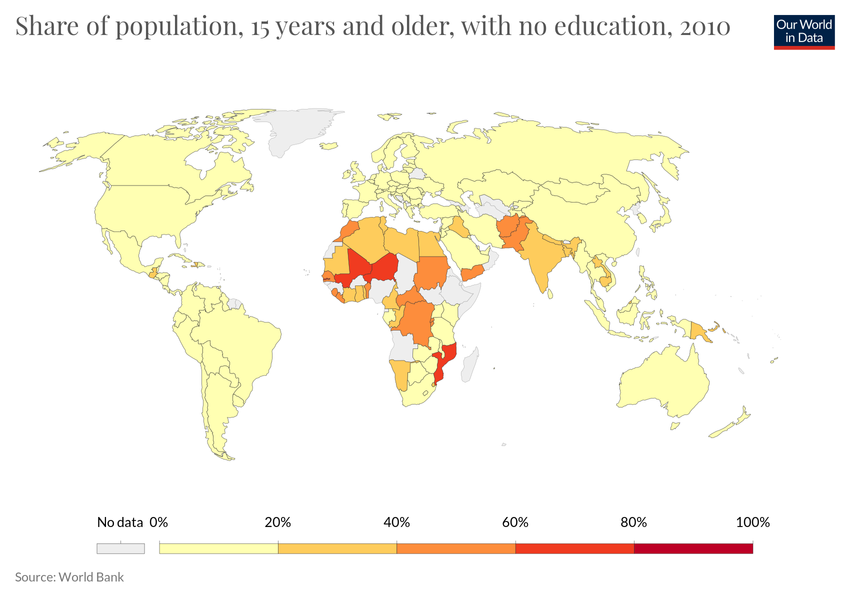 Share of population, 15 years and older, with no education, 2010
Our World
in Data
No data 0% 20% 40% 60% 80% 100%
Source: World Bank